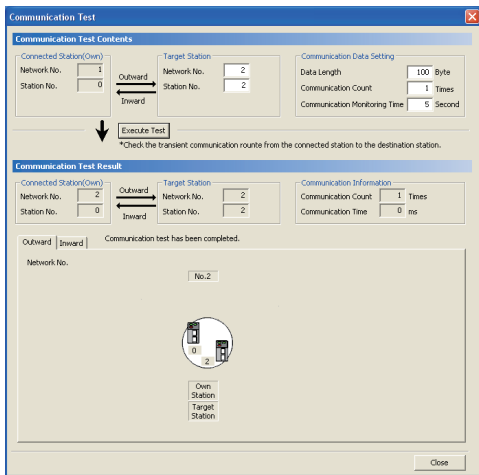 Communication Test
Communication Test Contents
Connected Station(Own)
Network No. 1
Station No. 0
Outward
Inward
Target Station
Network No. 2
Station No. 2
Communication Data Setting
Data Length 100 Byte
Communication Count 1 Times
Communication Monitoring Time 5 Second
Execute Test
*Check the transient communication rounte from the connected station to the destination station.
Communication Test Result
Connected Station(Own)
Network No. 2
Station No. 0
Outward
Inward
Target Station
Network No. 2
Station No. 2
Communication Information
Communication Count 1 Times
Communication Time 0 ms
Outward Inward Communication test has been completed.
Network No.
No.2
0
2
Own
Station
Target
Station
Close